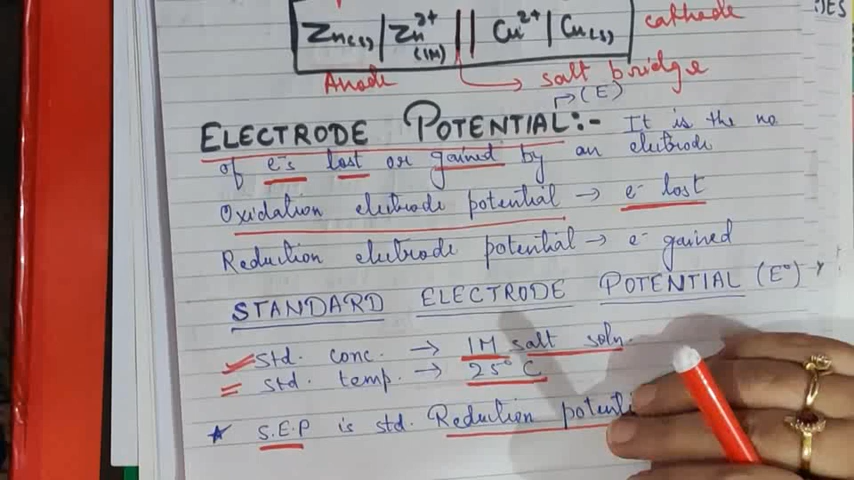 DES
Zn(s) | Zn²⁺ || Cu²⁺ | Cu(s) cathode
(1M)
Anode salt bridge
→ (E)
ELECTRODE POTENTIAL:- It is the no
of e⁻s lost or gained by an electrode
Oxidation electrode potential → e⁻ lost
Reduction electrode potential → e⁻ gained
STANDARD ELECTRODE POTENTIAL (E°)
Std. conc. → 1M salt soln.
Std. temp. → 25°C
★ S.E.P is std. Reduction potenti